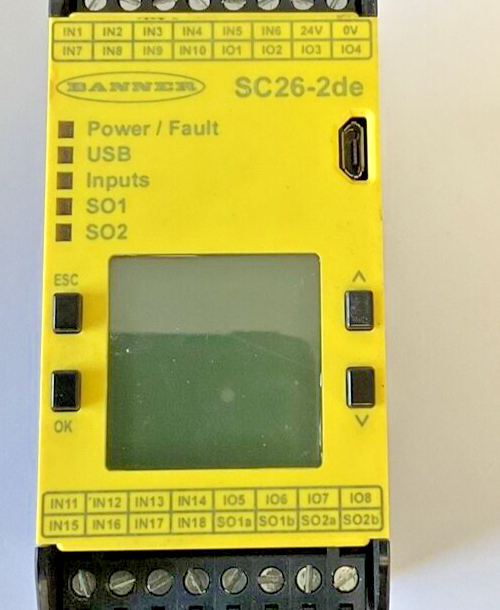 IN1 IN2 IN3 IN4 IN5 IN6 24V 0V
IN7 IN8 IN9 IN10 IO1 IO2 IO3 IO4
BANNER SC26-2de
Power / Fault
USB
Inputs
SO1
SO2
ESC
OK
IN11 IN12 IN13 IN14 IO5 IO6 IO7 IO8
IN15 IN16 IN17 IN18 SO1a SO1b SO2a SO2b